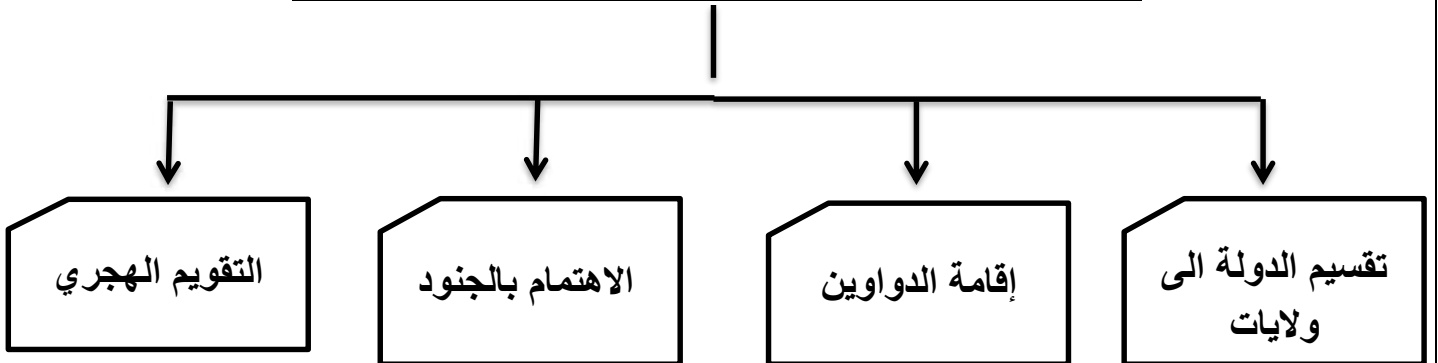 تقسيم الدولة الى
ولايات
إقامة الدواوين
الاهتمام بالجنود
التقويم الهجري